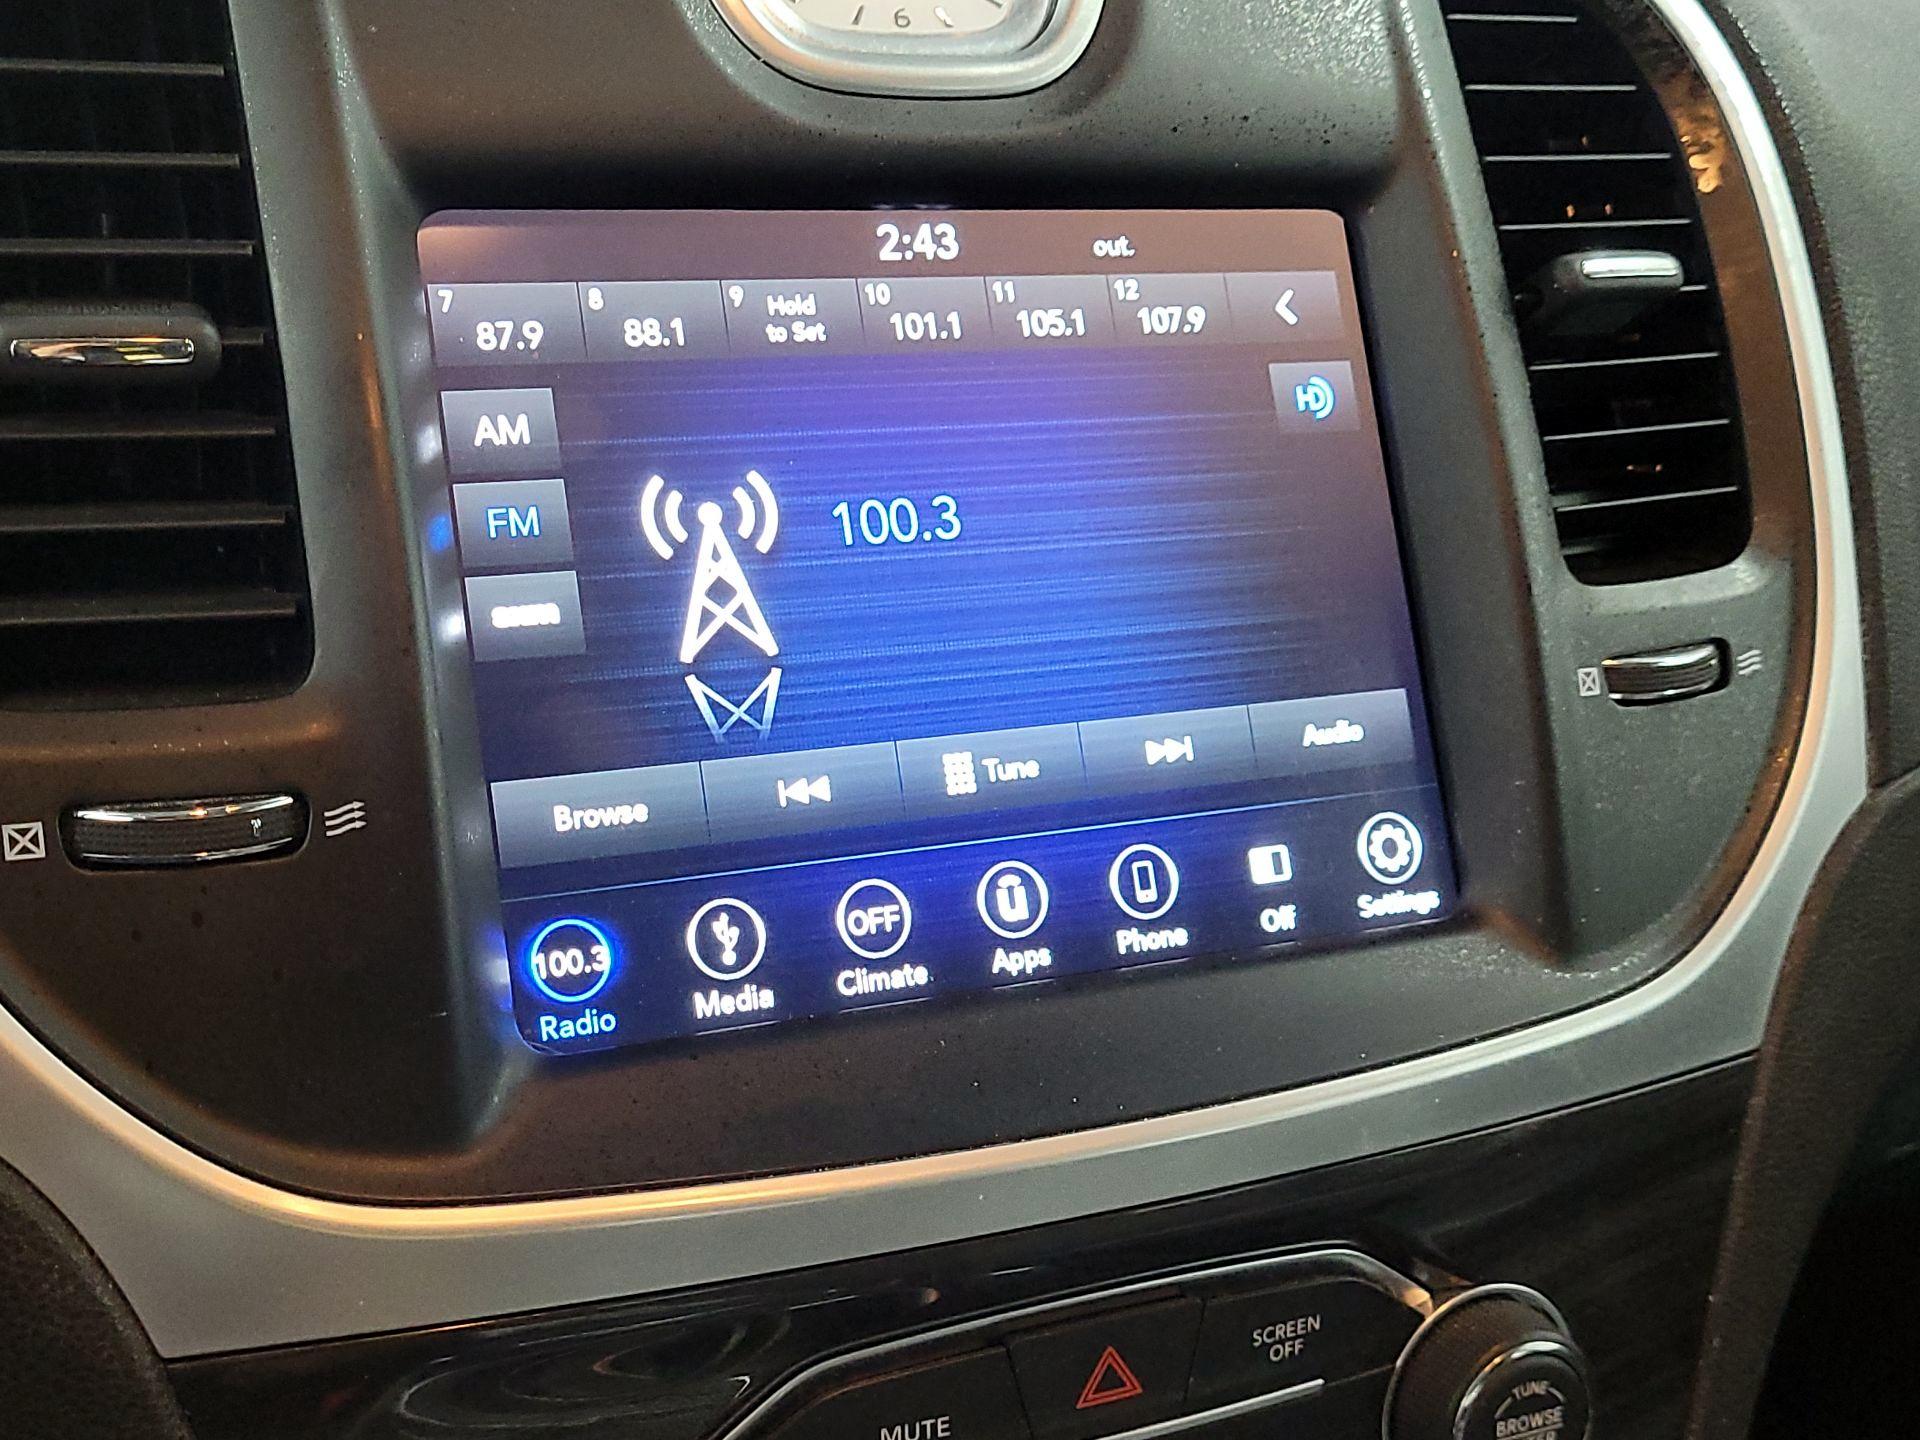 6
2:43
out.
7 87.9
8 88.1
9 Hold
to Set
10 101.1
11 105.1
12 107.9
HD
AM
FM
100.3
Browse
Tune
Audio
100.3
OFF
Radio
Media
Climate
Apps
Phone
Off
Settings
SCREEN
OFF
MUTE
TUNE
BROWSE